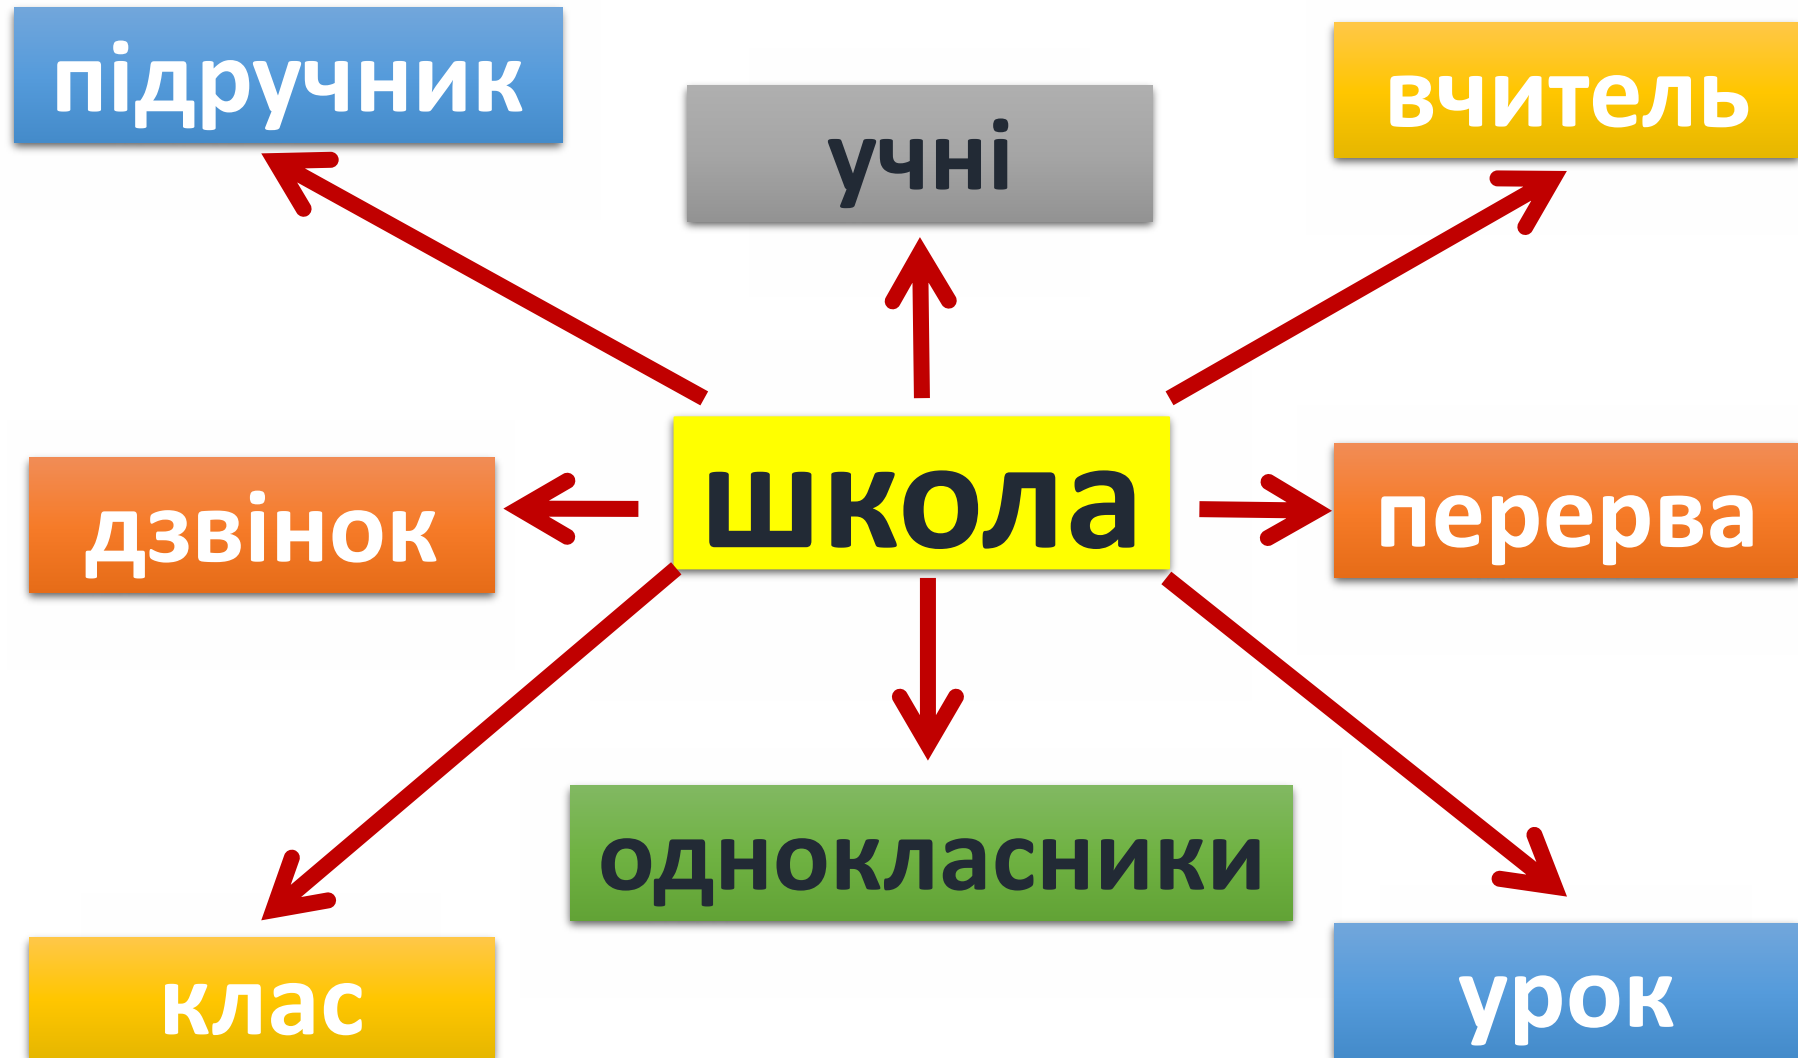 підручник
учні
вчитель
дзвінок
школа
перерва
однокласники
клас
урок